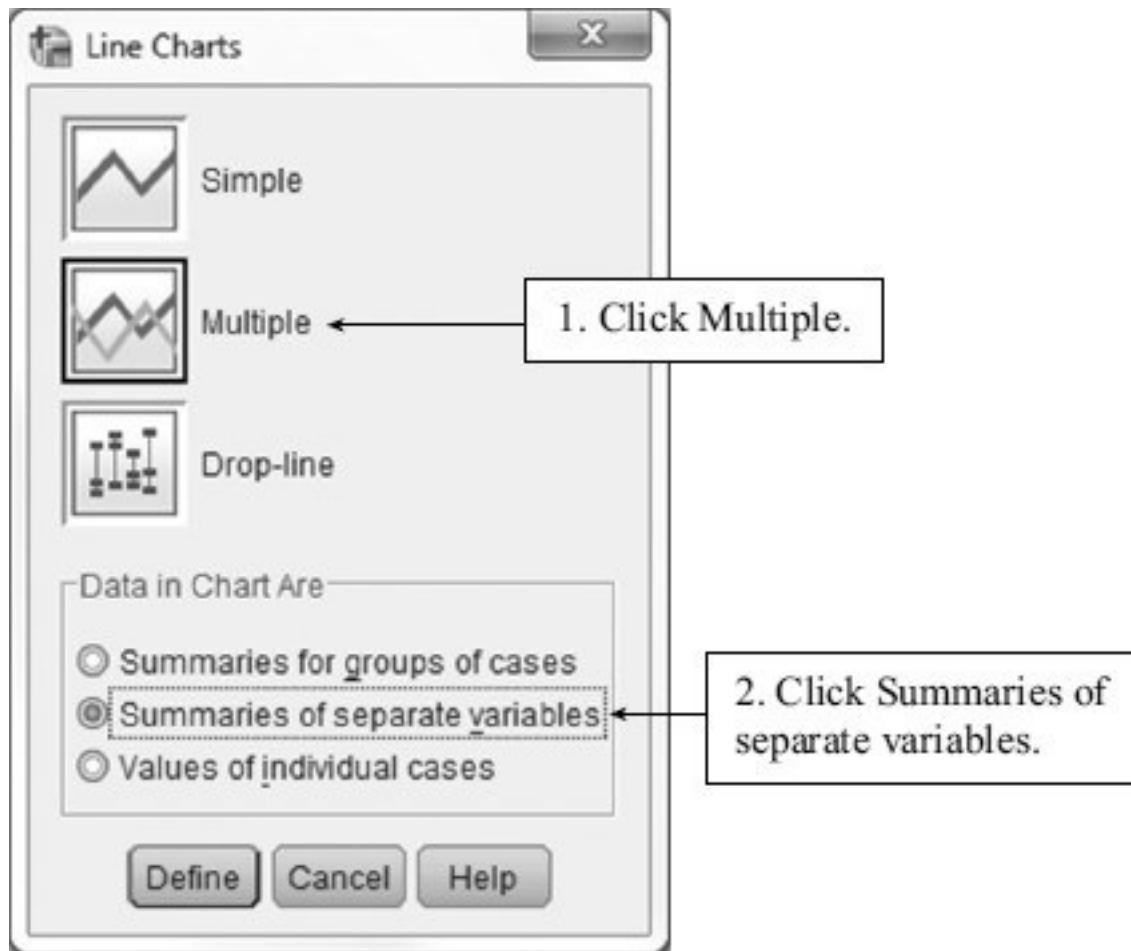 Line Charts
Simple
Multiple
1. Click Multiple.
Drop-line
Data in Chart Are
Summaries for groups of cases
Summaries of separate variables
2. Click Summaries of
separate variables.
Values of individual cases
Define Cancel Help